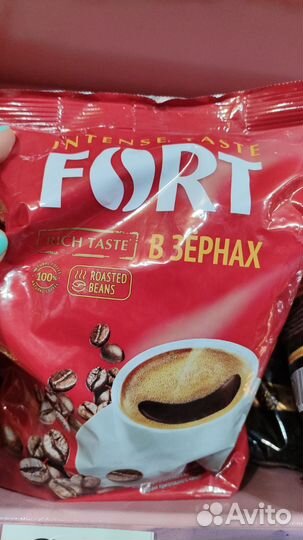 INTENSE TASTE
FORT
RICH TASTE
В ЗЕРНАХ
100%
ROASTED
BEANS
Avito